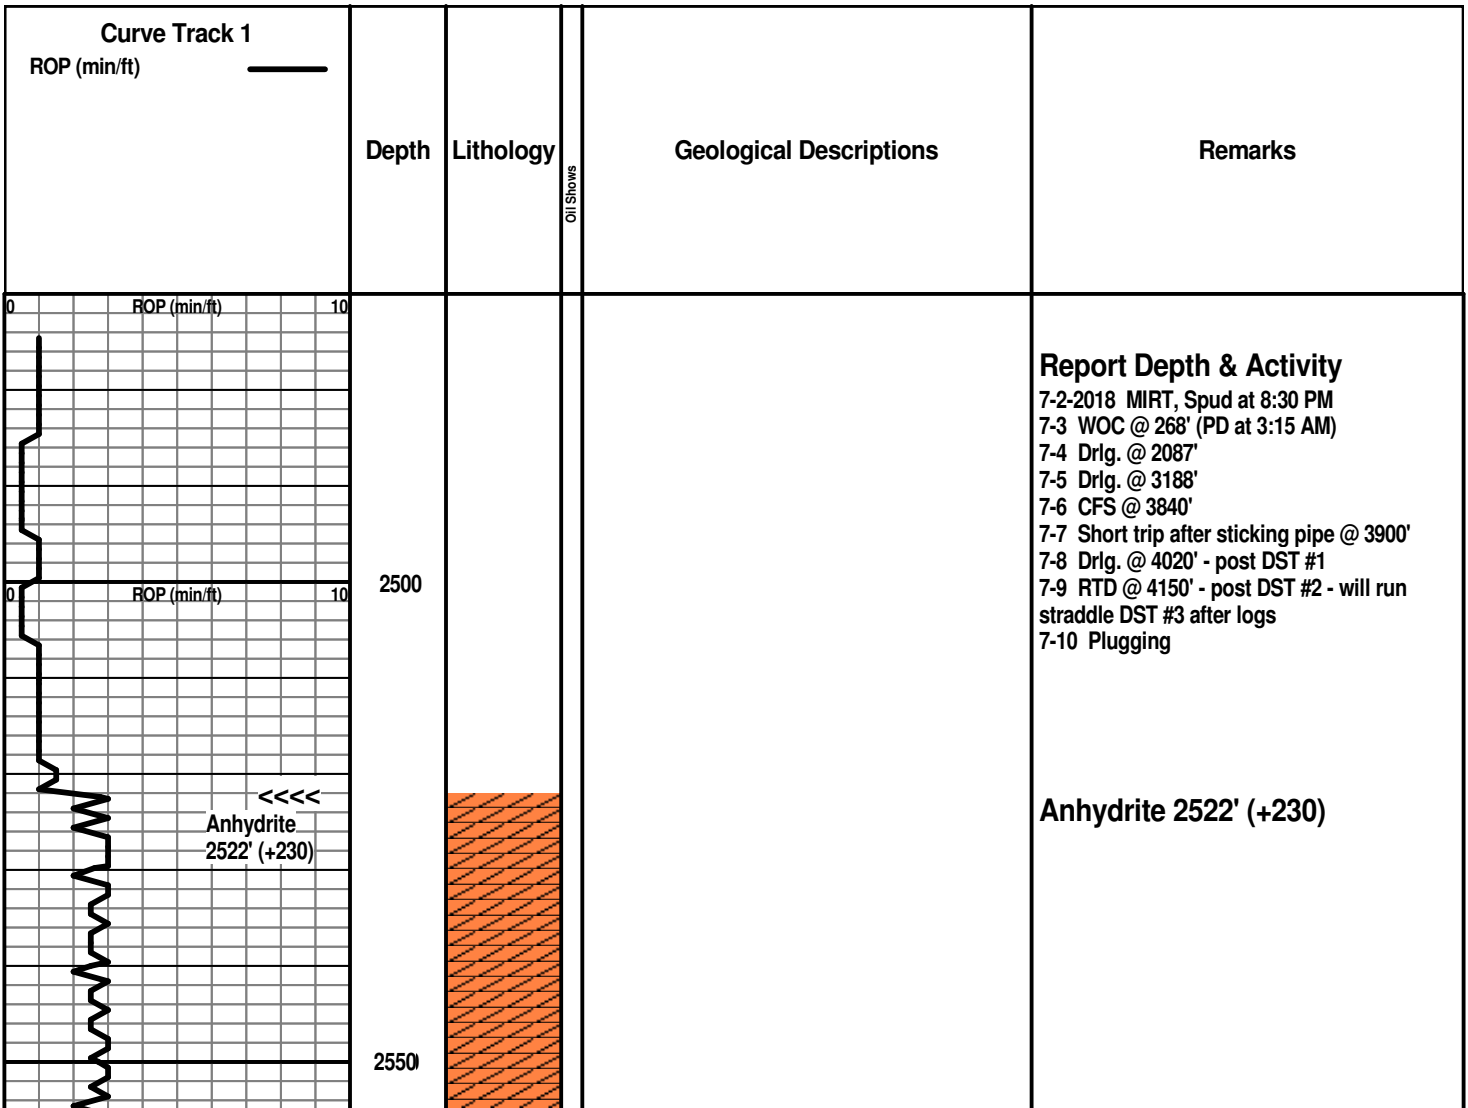 Curve Track 1
ROP (min/ft)
Depth
Lithology
Oil Shows
Geological Descriptions
Remarks
0 ROP (min/ft) 10
Report Depth & Activity
7-2-2018 MIRT, Spud at 8:30 PM
7-3 WOC @ 268' (PD at 3:15 AM)
7-4 Drlg. @ 2087'
7-5 Drlg. @ 3188'
7-6 CFS @ 3840'
7-7 Short trip after sticking pipe @ 3900'
7-8 Drlg. @ 4020' - post DST #1
7-9 RTD @ 4150' - post DST #2 - will run
straddle DST #3 after logs
7-10 Plugging
0 ROP (min/ft) 10
2500
<<<<
Anhydrite
2522' (+230)
Anhydrite 2522' (+230)
2550